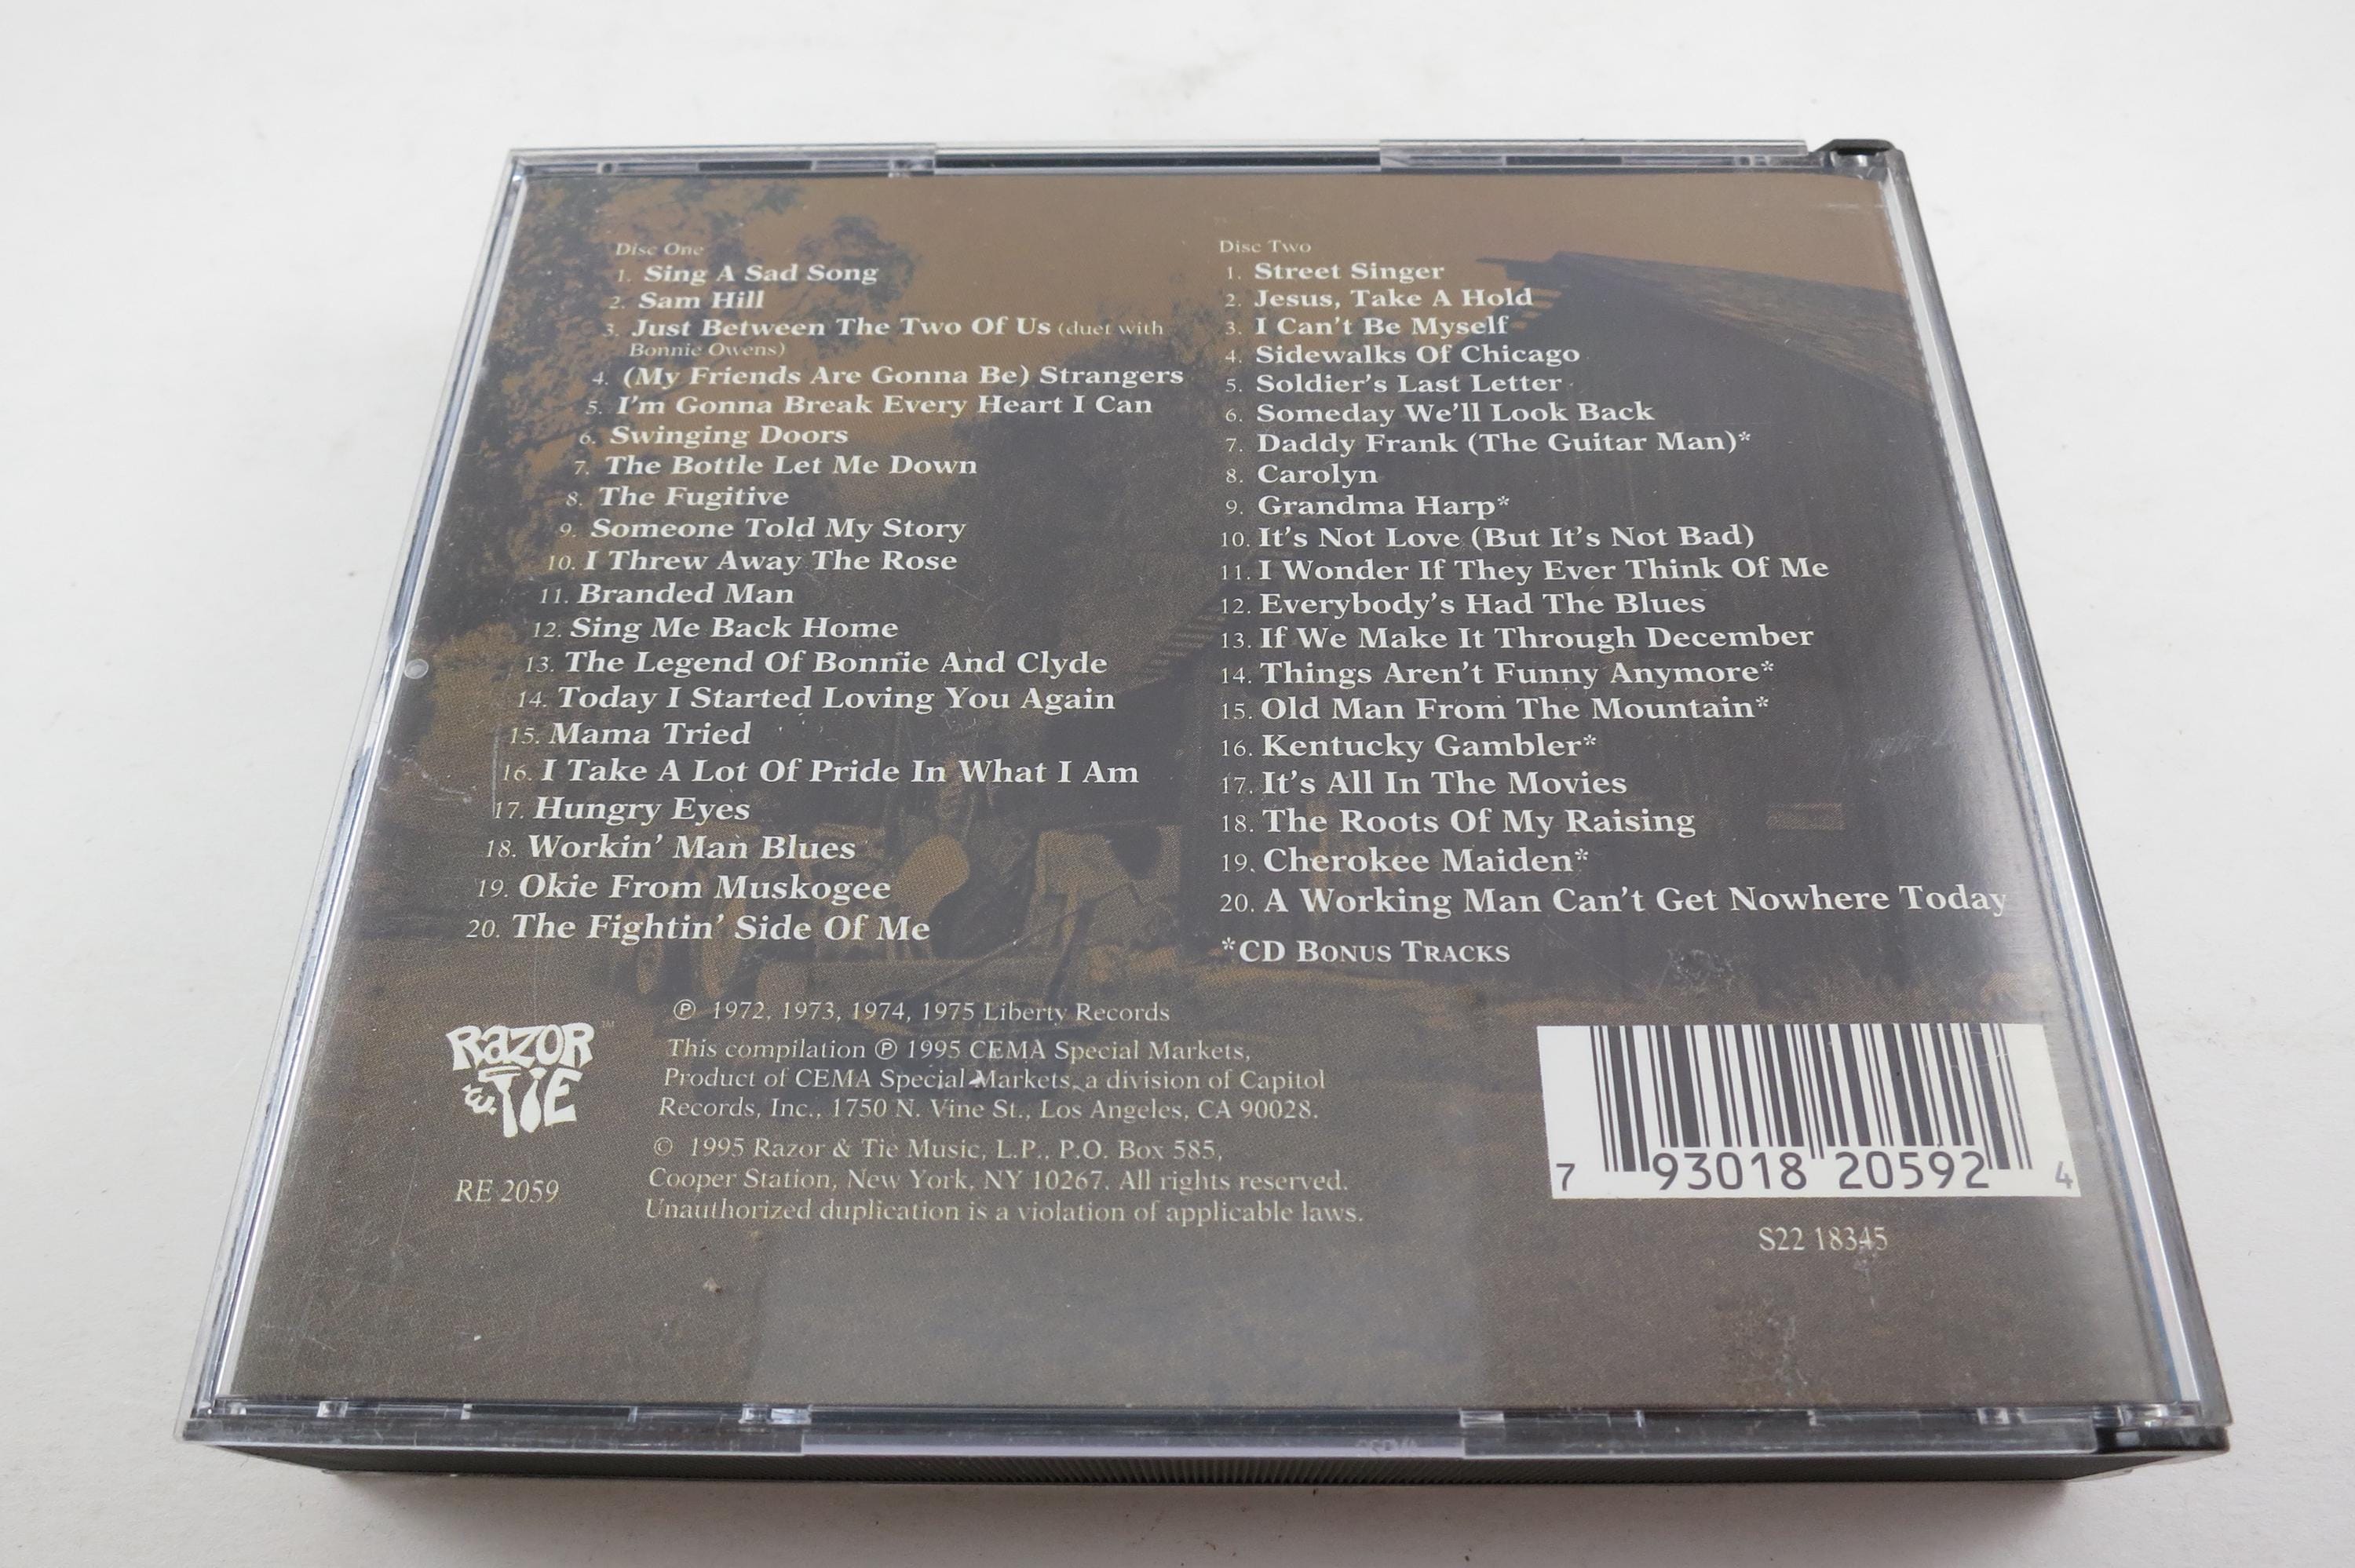 Disc One
1. Sing A Sad Song
2. Sam Hill
3. Just Between The Two Of Us (duet with
Bonnie Owens)
4. (My Friends Are Gonna Be) Strangers
5. I'm Gonna Break Every Heart I Can
6. Swinging Doors
7. The Bottle Let Me Down
8. The Fugitive
9. Someone Told My Story
10. I Threw Away The Rose
11. Branded Man
12. Sing Me Back Home
13. The Legend Of Bonnie And Clyde
14. Today I Started Loving You Again
15. Mama Tried
16. I Take A Lot Of Pride In What I Am
17. Hungry Eyes
18. Workin' Man Blues
19. Okie From Muskogee
20. The Fightin' Side Of Me
Disc Two
1. Street Singer
2. Jesus, Take A Hold
3. I Can't Be Myself
4. Sidewalks Of Chicago
5. Soldier's Last Letter
6. Someday We'll Look Back
7. Daddy Frank (The Guitar Man)*
8. Carolyn
9. Grandma Harp*
10. It's Not Love (But It's Not Bad)
11. I Wonder If They Ever Think Of Me
12. Everybody's Had The Blues
13. If We Make It Through December
14. Things Aren't Funny Anymore*
15. Old Man From The Mountain*
16. Kentucky Gambler*
17. It's All In The Movies
18. The Roots Of My Raising
19. Cherokee Maiden*
20. A Working Man Can't Get Nowhere Today
*CD BONUS TRACKS
RAZOR™
& TIE
RE 2059
℗ 1972, 1973, 1974, 1975 Liberty Records
This compilation ℗ 1995 CEMA Special Markets,
Product of CEMA Special Markets, a division of Capitol
Records, Inc., 1750 N. Vine St., Los Angeles, CA 90028.
© 1995 Razor & Tie Music, L.P., P.O. Box 585,
Cooper Station, New York, NY 10267. All rights reserved.
Unauthorized duplication is a violation of applicable laws.
7 93018 20592 4
S22 18345